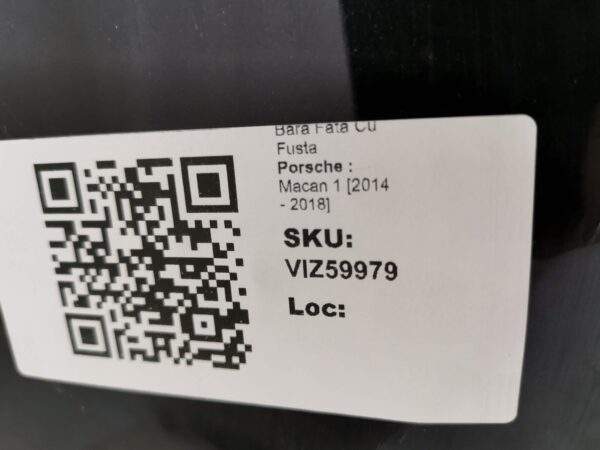 Bara Fata Cu
Fusta
Porsche :
Macan 1 [2014
- 2018]
SKU:
VIZ59979
Loc: